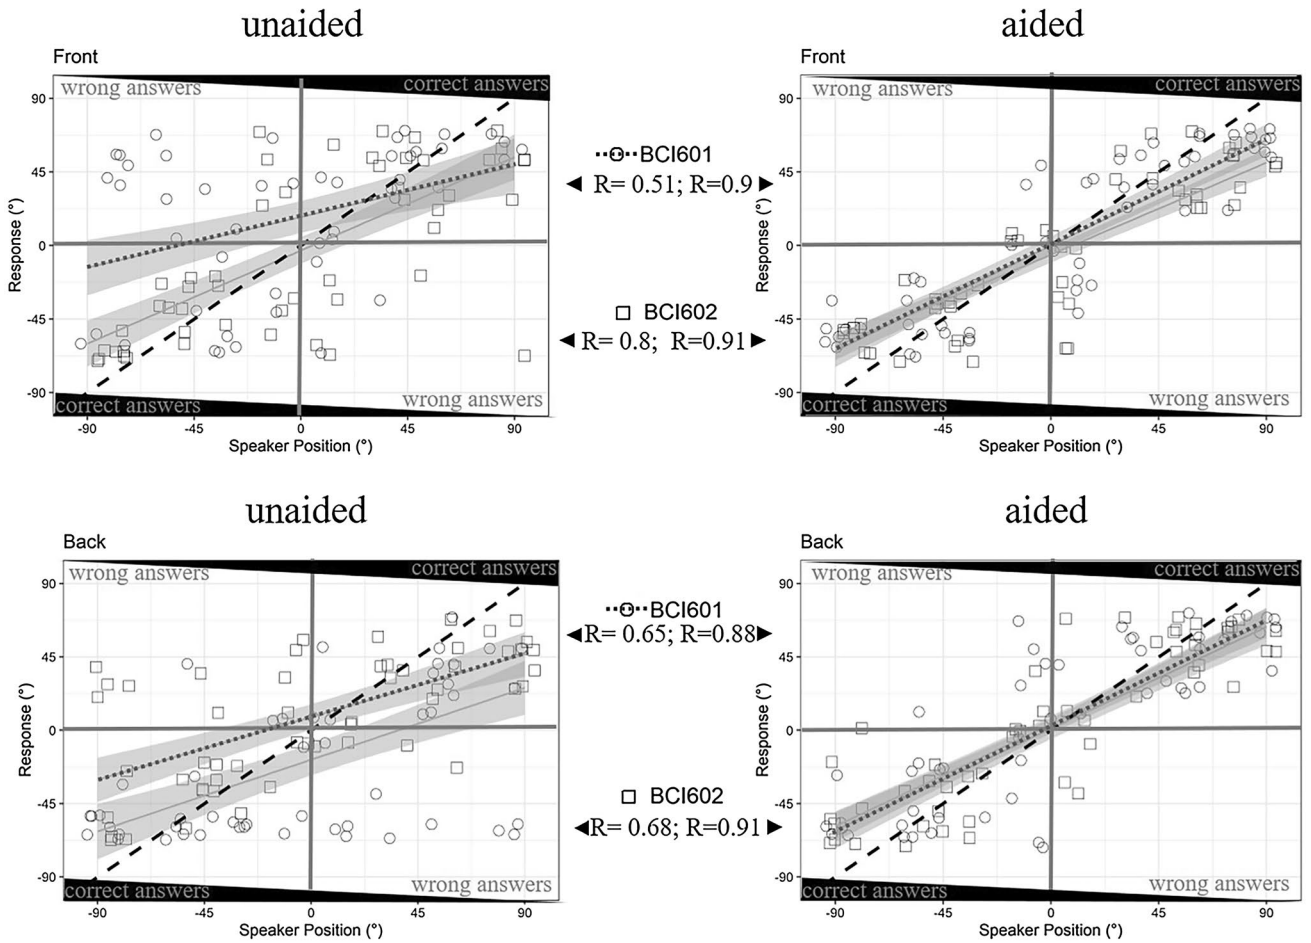 unaided
aided
Front
wrong answers
correct answers
90
45
0
-45
-90
Response (°)
correct answers
wrong answers
-90
-45
0
45
90
Speaker Position (°)
BCI601
R= 0.51; R=0.9
BCI602
R= 0.8; R=0.91
Front
wrong answers
correct answers
90
45
0
-45
-90
Response (°)
correct answers
wrong answers
-90
-45
0
45
90
Speaker Position (°)
unaided
aided
Back
wrong answers
correct answers
90
45
0
-45
-90
Response (°)
correct answers
wrong answers
-90
-45
0
45
90
Speaker Position (°)
BCI601
R= 0.65; R=0.88
BCI602
R= 0.68; R=0.91
Back
wrong answers
correct answers
90
45
0
-45
-90
Response (°)
correct answers
wrong answers
-90
-45
0
45
90
Speaker Position (°)